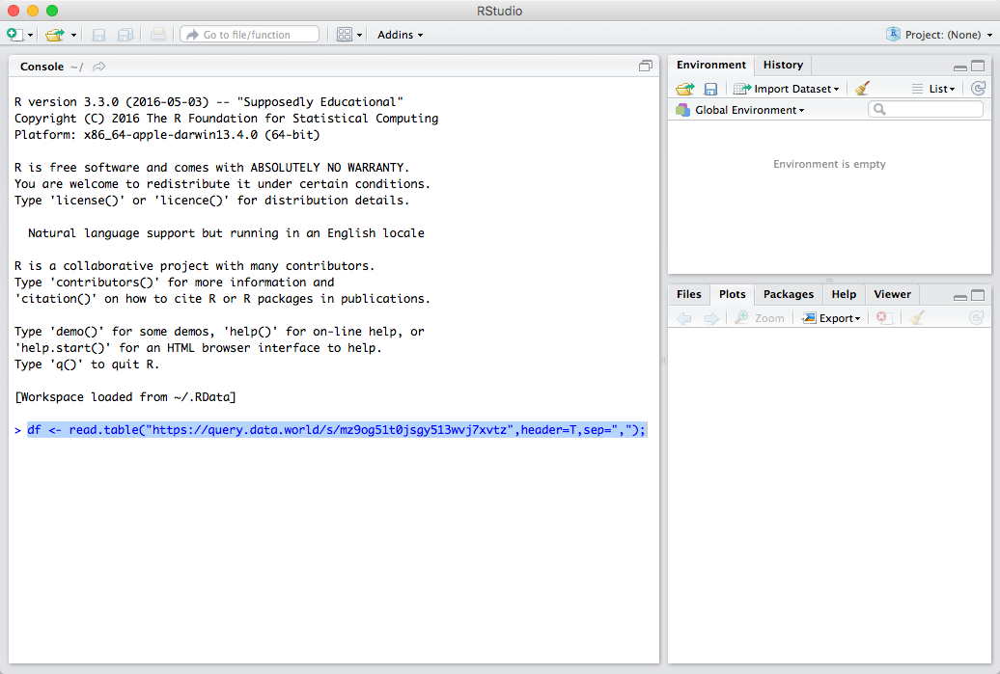 RStudio
Go to file/function
Addins
Project: (None)
Console ~/
R version 3.3.0 (2016-05-03) -- "Supposedly Educational"
Copyright (C) 2016 The R Foundation for Statistical Computing
Platform: x86_64-apple-darwin13.4.0 (64-bit)
R is free software and comes with ABSOLUTELY NO WARRANTY.
You are welcome to redistribute it under certain conditions.
Type 'license()' or 'licence()' for distribution details.
Natural language support but running in an English locale
R is a collaborative project with many contributors.
Type 'contributors()' for more information and
'citation()' on how to cite R or R packages in publications.
Type 'demo()' for some demos, 'help()' for on-line help, or
'help.start()' for an HTML browser interface to help.
Type 'q()' to quit R.
[Workspace loaded from ~/.RData]
> df <- read.table("https://query.data.world/s/mz9og51t0jsgy513wvj7xvtz",header=T,sep=",");
Environment History
Import Dataset List
Global Environment
Environment is empty
Files Plots Packages Help Viewer
Zoom Export